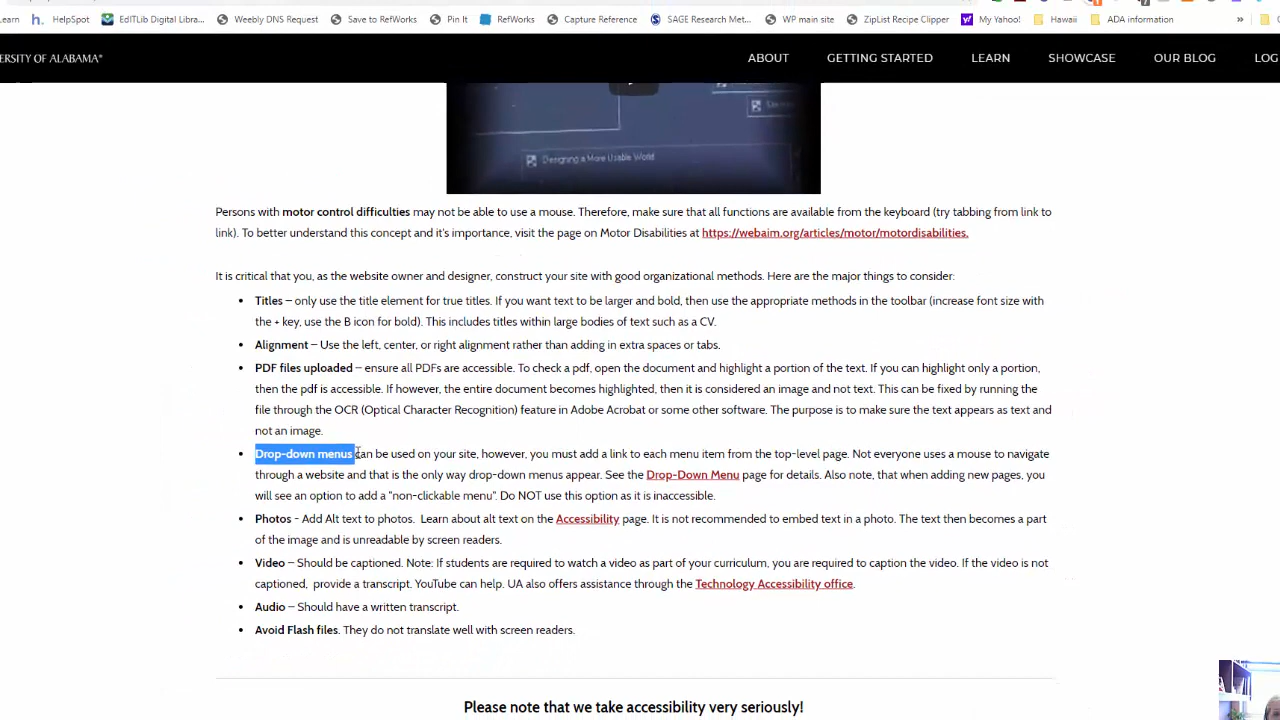 Learn HelpSpot EdITLib Digital Librar... Weebly DNS Request Save to RefWorks Pin It RefWorks Capture Reference SAGE Research Met... WP main site ZipList Recipe Clipper My Yahoo! Hawaii ADA information »
ERSITY OF ALABAMA® ABOUT GETTING STARTED LEARN SHOWCASE OUR BLOG LOG
Designing a More Usable World
Persons with motor control difficulties may not be able to use a mouse. Therefore, make sure that all functions are available from the keyboard (try tabbing from link to
link). To better understand this concept and it's importance, visit the page on Motor Disabilities at https://webaim.org/articles/motor/motordisabilities.
It is critical that you, as the website owner and designer, construct your site with good organizational methods. Here are the major things to consider:
• Titles – only use the title element for true titles. If you want text to be larger and bold, then use the appropriate methods in the toolbar (increase font size with
the + key, use the B icon for bold). This includes titles within large bodies of text such as a CV.
• Alignment – Use the left, center, or right alignment rather than adding in extra spaces or tabs.
• PDF files uploaded – ensure all PDFs are accessible. To check a pdf, open the document and highlight a portion of the text. If you can highlight only a portion,
then the pdf is accessible. If however, the entire document becomes highlighted, then it is considered an image and not text. This can be fixed by running the
file through the OCR (Optical Character Recognition) feature in Adobe Acrobat or some other software. The purpose is to make sure the text appears as text and
not an image.
• Drop-down menus can be used on your site, however, you must add a link to each menu item from the top-level page. Not everyone uses a mouse to navigate
through a website and that is the only way drop-down menus appear. See the Drop-Down Menu page for details. Also note, that when adding new pages, you
will see an option to add a "non-clickable menu". Do NOT use this option as it is inaccessible.
• Photos - Add Alt text to photos. Learn about alt text on the Accessibility page. It is not recommended to embed text in a photo. The text then becomes a part
of the image and is unreadable by screen readers.
• Video – Should be captioned. Note: If students are required to watch a video as part of your curriculum, you are required to caption the video. If the video is not
captioned, provide a transcript. YouTube can help. UA also offers assistance through the Technology Accessibility office.
• Audio – Should have a written transcript.
• Avoid Flash files. They do not translate well with screen readers.
Please note that we take accessibility very seriously!